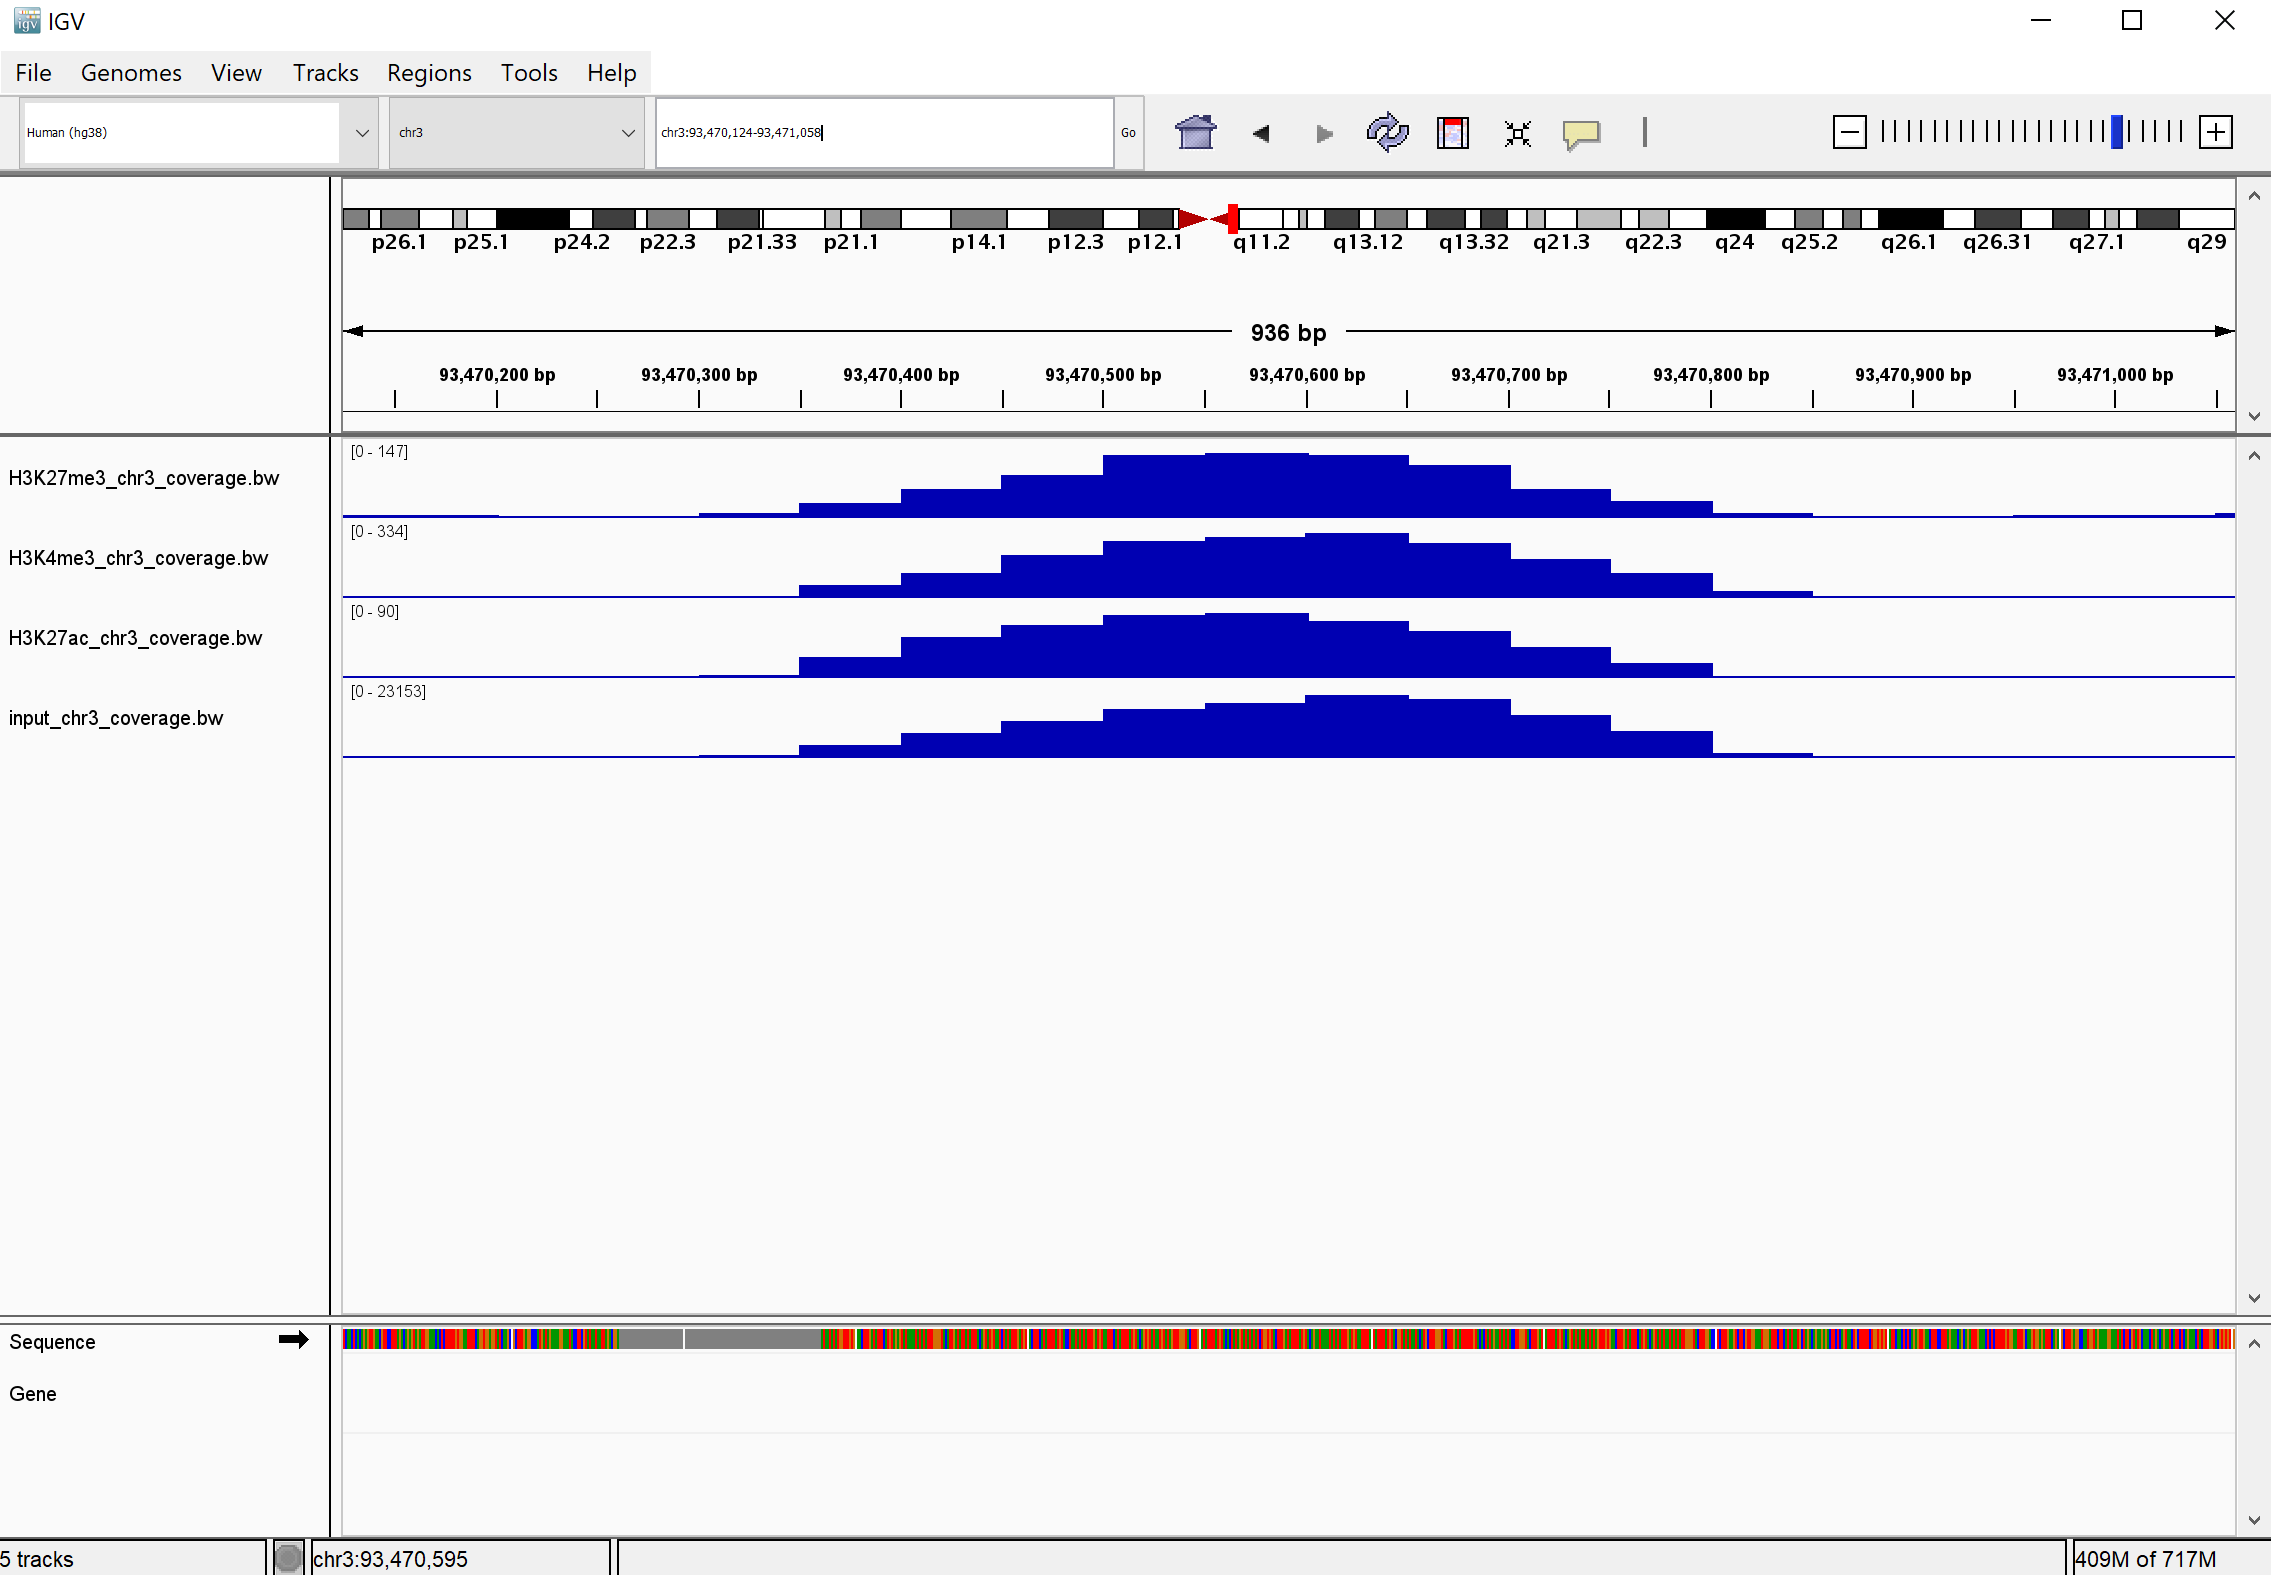 IGV
File Genomes View Tracks Regions Tools Help
Human (hg38) chr3 chr3:93,470,124-93,471,058 Go
p26.1 p25.1 p24.2 p22.3 p21.33 p21.1 p14.1 p12.3 p12.1 q11.2 q13.12 q13.32 q21.3 q22.3 q24 q25.2 q26.1 q26.31 q27.1 q29
936 bp
93,470,200 bp 93,470,300 bp 93,470,400 bp 93,470,500 bp 93,470,600 bp 93,470,700 bp 93,470,800 bp 93,470,900 bp 93,471,000 bp
[0 - 147]
H3K27me3_chr3_coverage.bw
[0 - 334]
H3K4me3_chr3_coverage.bw
[0 - 90]
H3K27ac_chr3_coverage.bw
[0 - 23153]
input_chr3_coverage.bw
Sequence
Gene
5 tracks chr3:93,470,595 409M of 717M